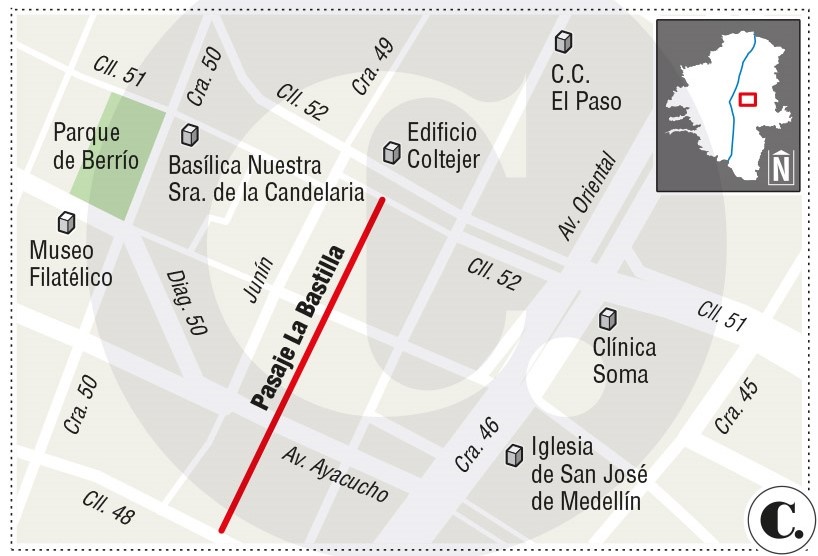 Cll. 51
Cra. 50
Cll. 52
Cra. 49
C.C.
El Paso
Parque
de Berrío
Basílica Nuestra
Sra. de la Candelaria
Edificio
Coltejer
Av. Oriental
Ñ
Museo
Filatélico
Diag. 50
Junín
Pasaje La Bastilla
Cll. 52
Cll. 51
Clínica
Soma
Cra. 50
Cra. 45
Cra. 46
Iglesia
de San José
de Medellín
Av. Ayacucho
Cll. 48
C.